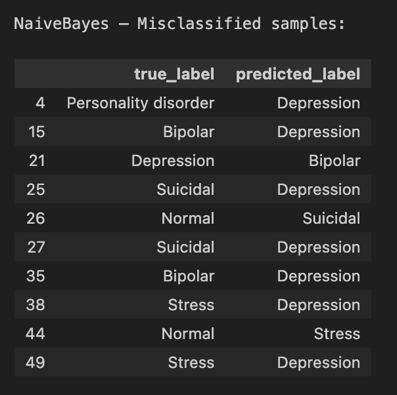 NaiveBayes – Misclassified samples:
true_label predicted_label
4 Personality disorder Depression
15 Bipolar Depression
21 Depression Bipolar
25 Suicidal Depression
26 Normal Suicidal
27 Suicidal Depression
35 Bipolar Depression
38 Stress Depression
44 Normal Stress
49 Stress Depression